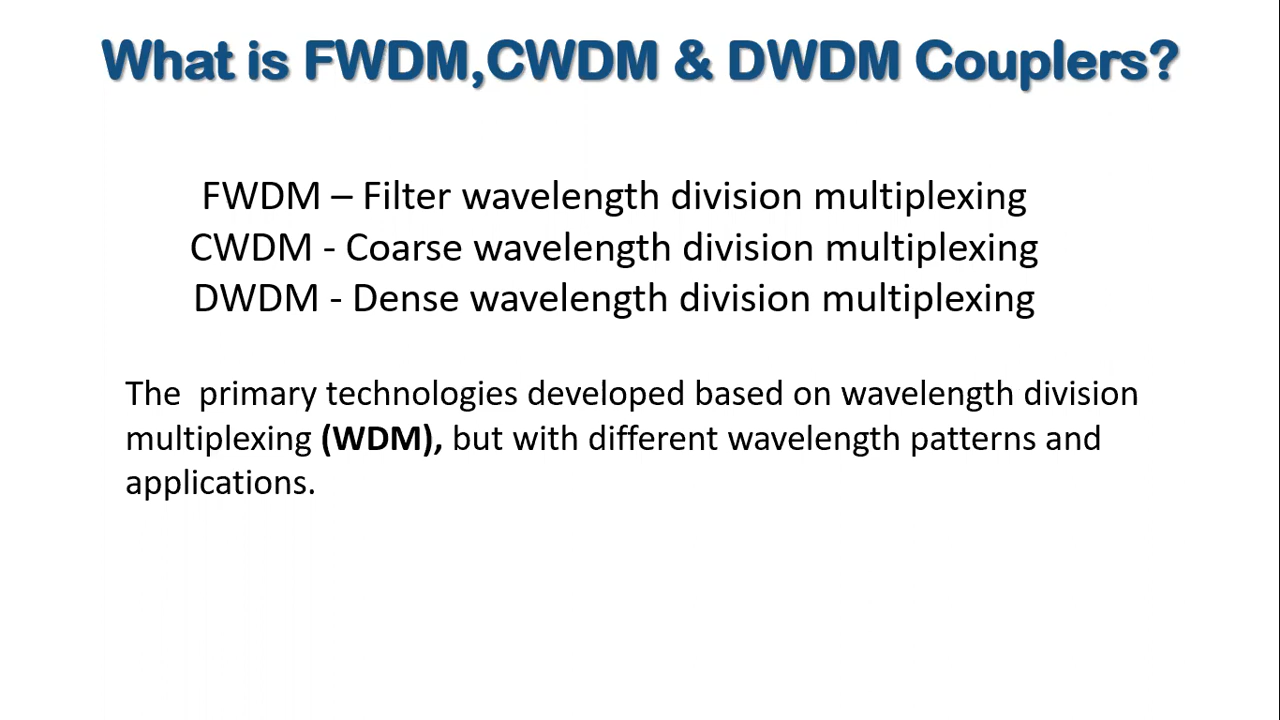 What is FWDM,CWDM & DWDM Couplers?
FWDM – Filter wavelength division multiplexing
CWDM - Coarse wavelength division multiplexing
DWDM - Dense wavelength division multiplexing
The  primary technologies developed based on wavelength division
multiplexing (WDM), but with different wavelength patterns and
applications.